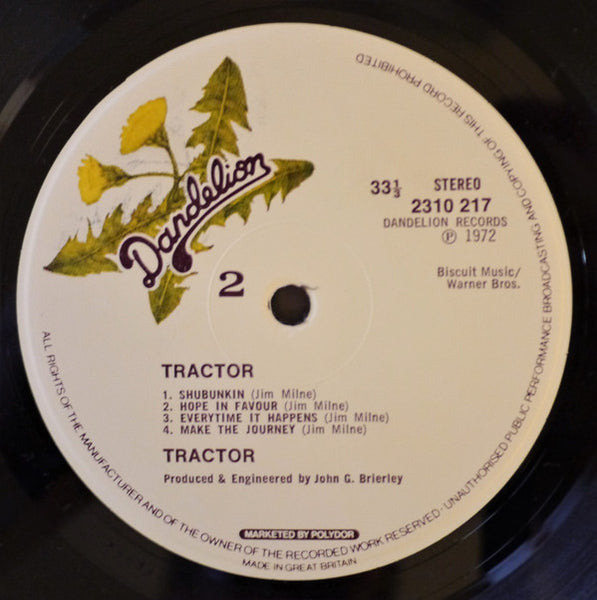 Dandelion
2
33⅓ STEREO
2310 217
DANDELION RECORDS
Ⓟ 1972
Biscuit Music/
Warner Bros.
TRACTOR
1. SHUBUNKIN (Jim Milne)
2. HOPE IN FAVOUR (Jim Milne)
3. EVERYTIME IT HAPPENS (Jim Milne)
4. MAKE THE JOURNEY (Jim Milne)
TRACTOR
Produced & Engineered by John G. Brierley
MARKETED BY POLYDOR
ALL RIGHTS OF THE MANUFACTURER AND OF THE OWNER OF THE RECORDED WORK RESERVED · UNAUTHORISED PUBLIC PERFORMANCE BROADCASTING AND COPYING OF THIS RECORD PROHIBITED
MADE IN GREAT BRITAIN